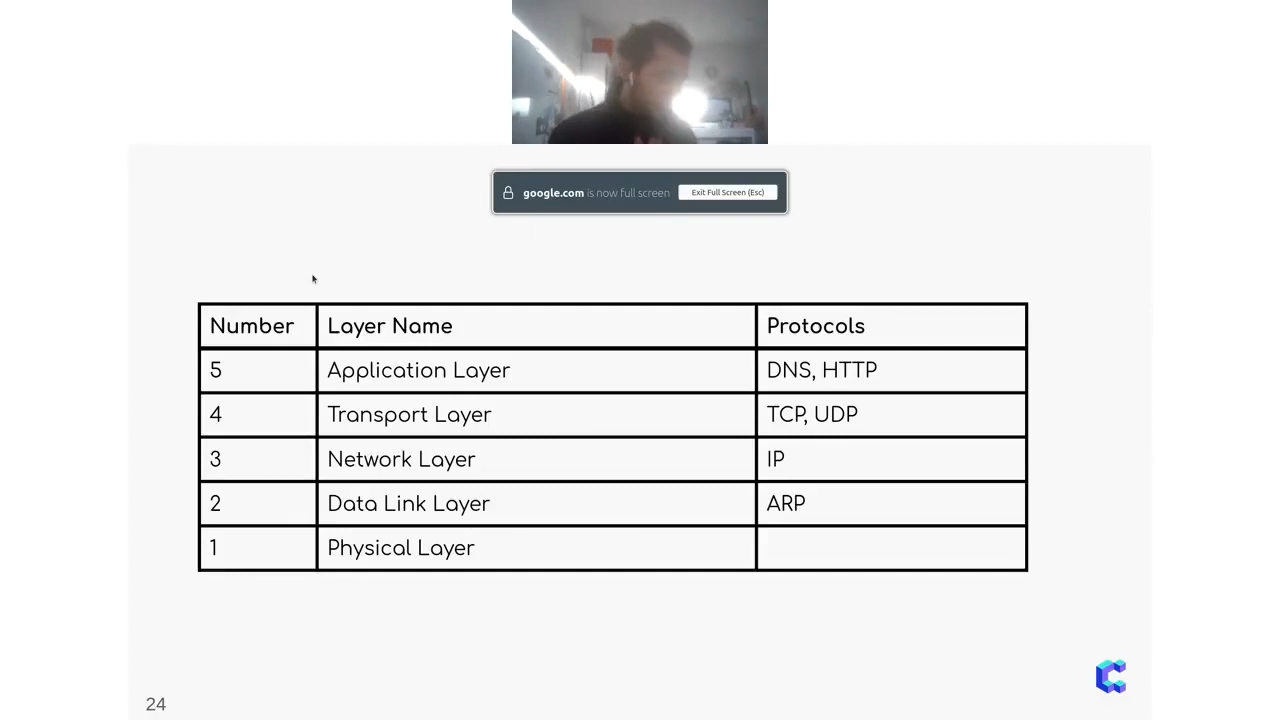 google.com is now full screen Exit Full Screen (Esc)
Number Layer Name Protocols
5 Application Layer DNS, HTTP
4 Transport Layer TCP, UDP
3 Network Layer IP
2 Data Link Layer ARP
1 Physical Layer
24